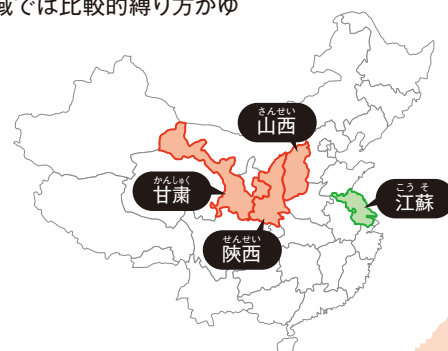 域では比較的縛り方がゆ
さんせい
山西
かんしゅく
甘粛
せんせい
陝西
こうそ
江蘇